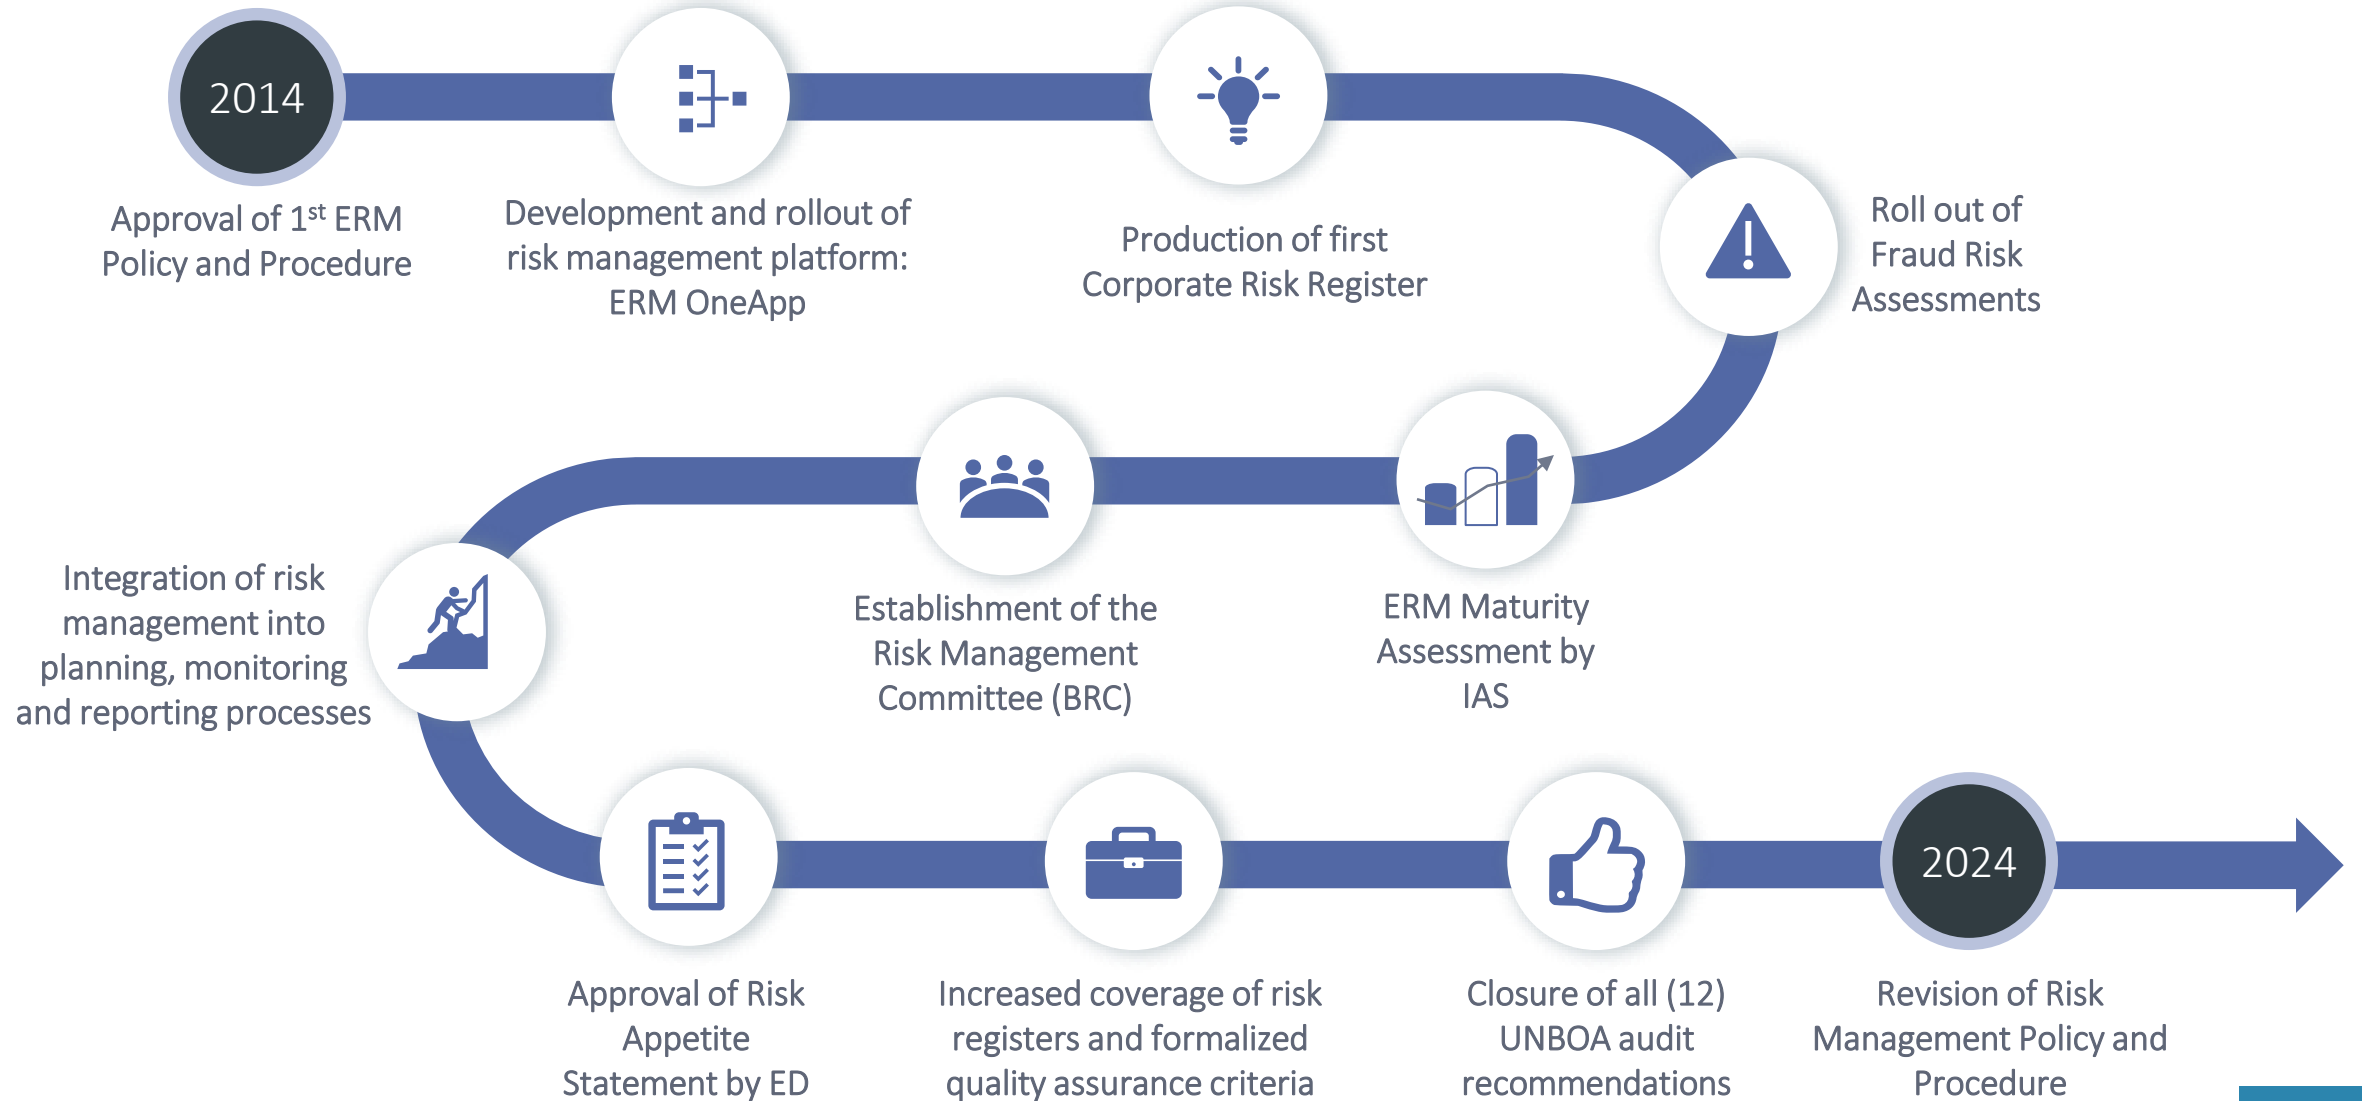 2014
Approval of 1st ERM
Policy and Procedure
Development and rollout of
risk management platform:
ERM OneApp
Production of first
Corporate Risk Register
Roll out of
Fraud Risk
Assessments
ERM Maturity
Assessment by
IAS
Establishment of the
Risk Management
Committee (BRC)
Integration of risk
management into
planning, monitoring
and reporting processes
Approval of Risk
Appetite
Statement by ED
Increased coverage of risk
registers and formalized
quality assurance criteria
Closure of all (12)
UNBOA audit
recommendations
2024
Revision of Risk
Management Policy and
Procedure